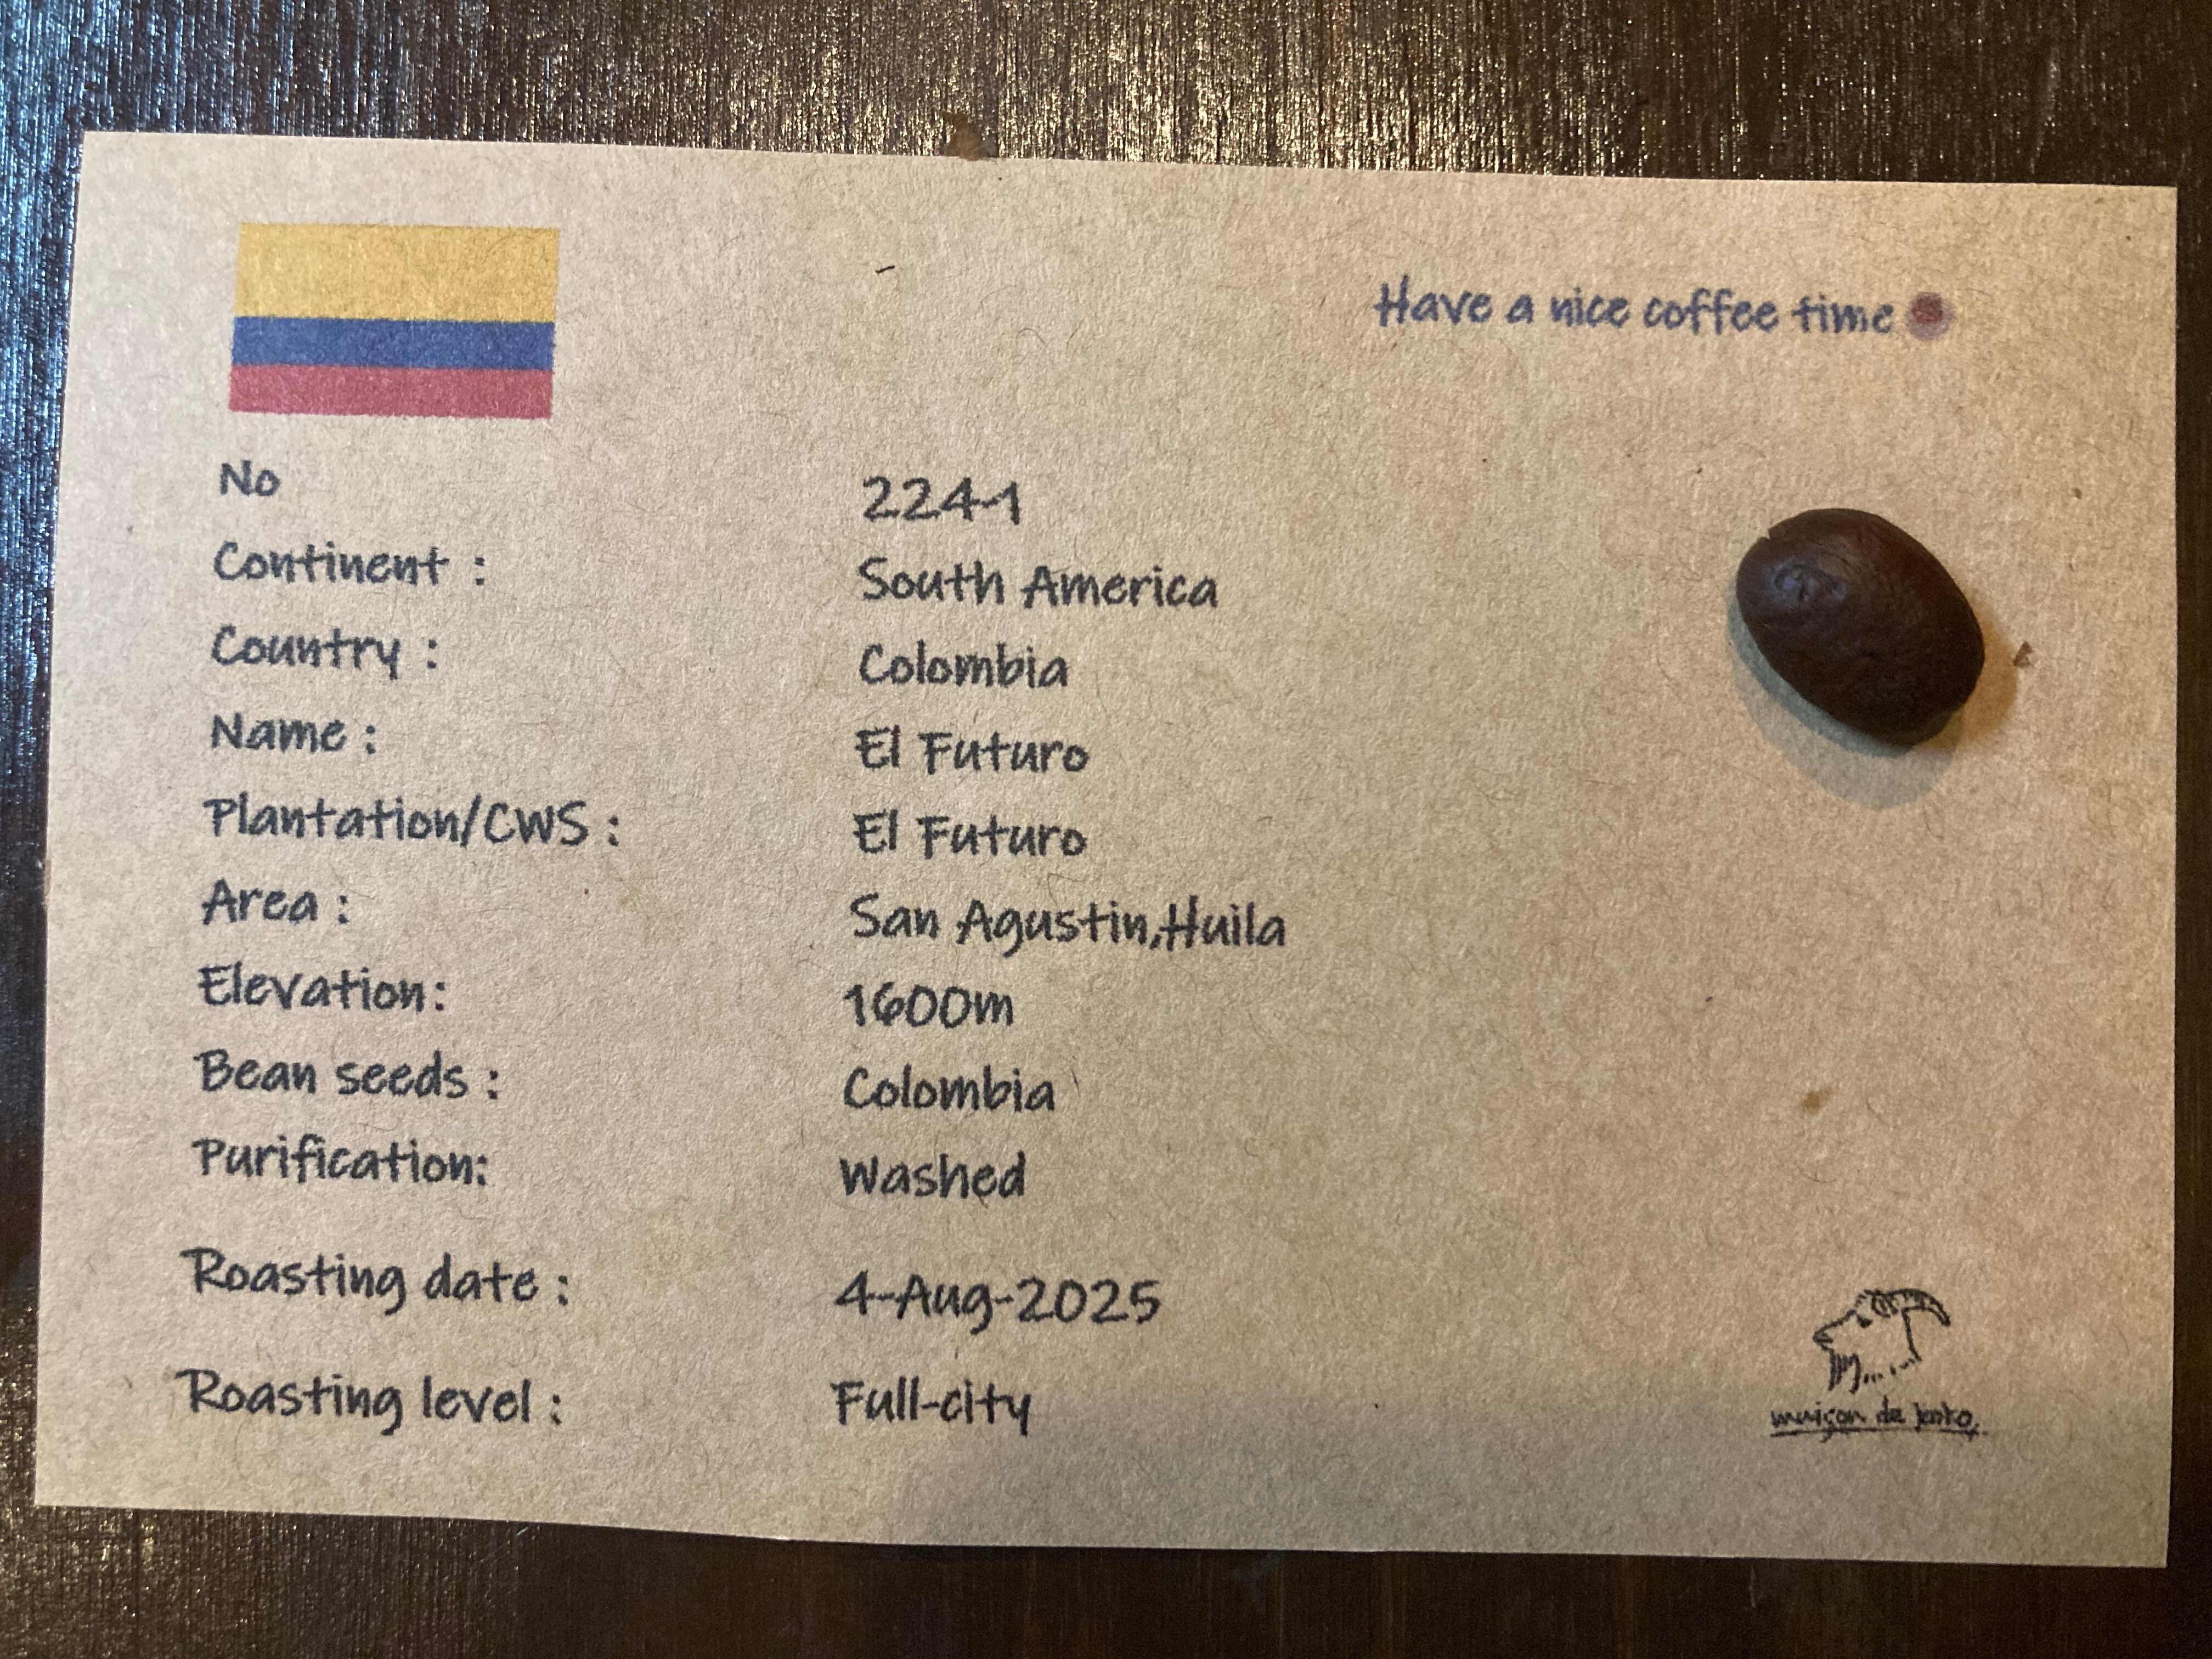 Have a nice coffee time
No 224-1
Continent : South America
Country : Colombia
Name : El Futuro
Plantation/CWS : El Futuro
Area : San Agustin,Huila
Elevation: 1600m
Bean seeds : Colombia
Purification: Washed
Roasting date : 4-Aug-2025
Roasting level : Full-city
de